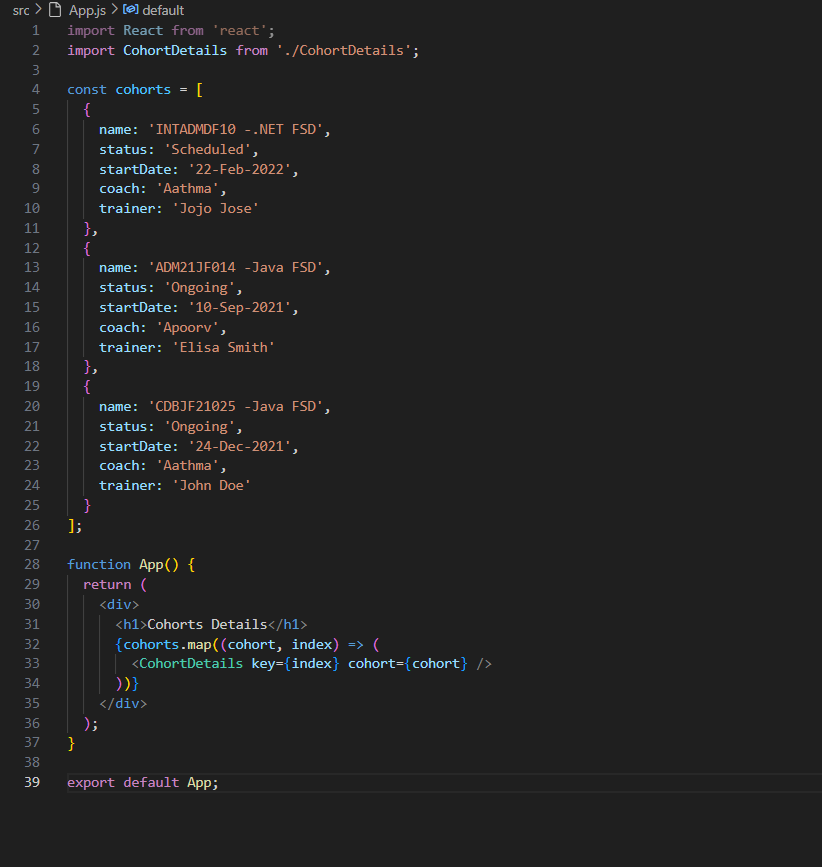 src > App.js > default
1 import React from 'react';
2 import CohortDetails from './CohortDetails';
3
4 const cohorts = [
5   {
6     name: 'INTADMDF10 -.NET FSD',
7     status: 'Scheduled',
8     startDate: '22-Feb-2022',
9     coach: 'Aathma',
10     trainer: 'Jojo Jose'
11   },
12   {
13     name: 'ADM21JF014 -Java FSD',
14     status: 'Ongoing',
15     startDate: '10-Sep-2021',
16     coach: 'Apoorv',
17     trainer: 'Elisa Smith'
18   },
19   {
20     name: 'CDBJF21025 -Java FSD',
21     status: 'Ongoing',
22     startDate: '24-Dec-2021',
23     coach: 'Aathma',
24     trainer: 'John Doe'
25   }
26 ];
27
28 function App() {
29   return (
30     <div>
31       <h1>Cohorts Details</h1>
32       {cohorts.map((cohort, index) => (
33         <CohortDetails key={index} cohort={cohort} />
34       ))}
35     </div>
36   );
37 }
38
39 export default App;